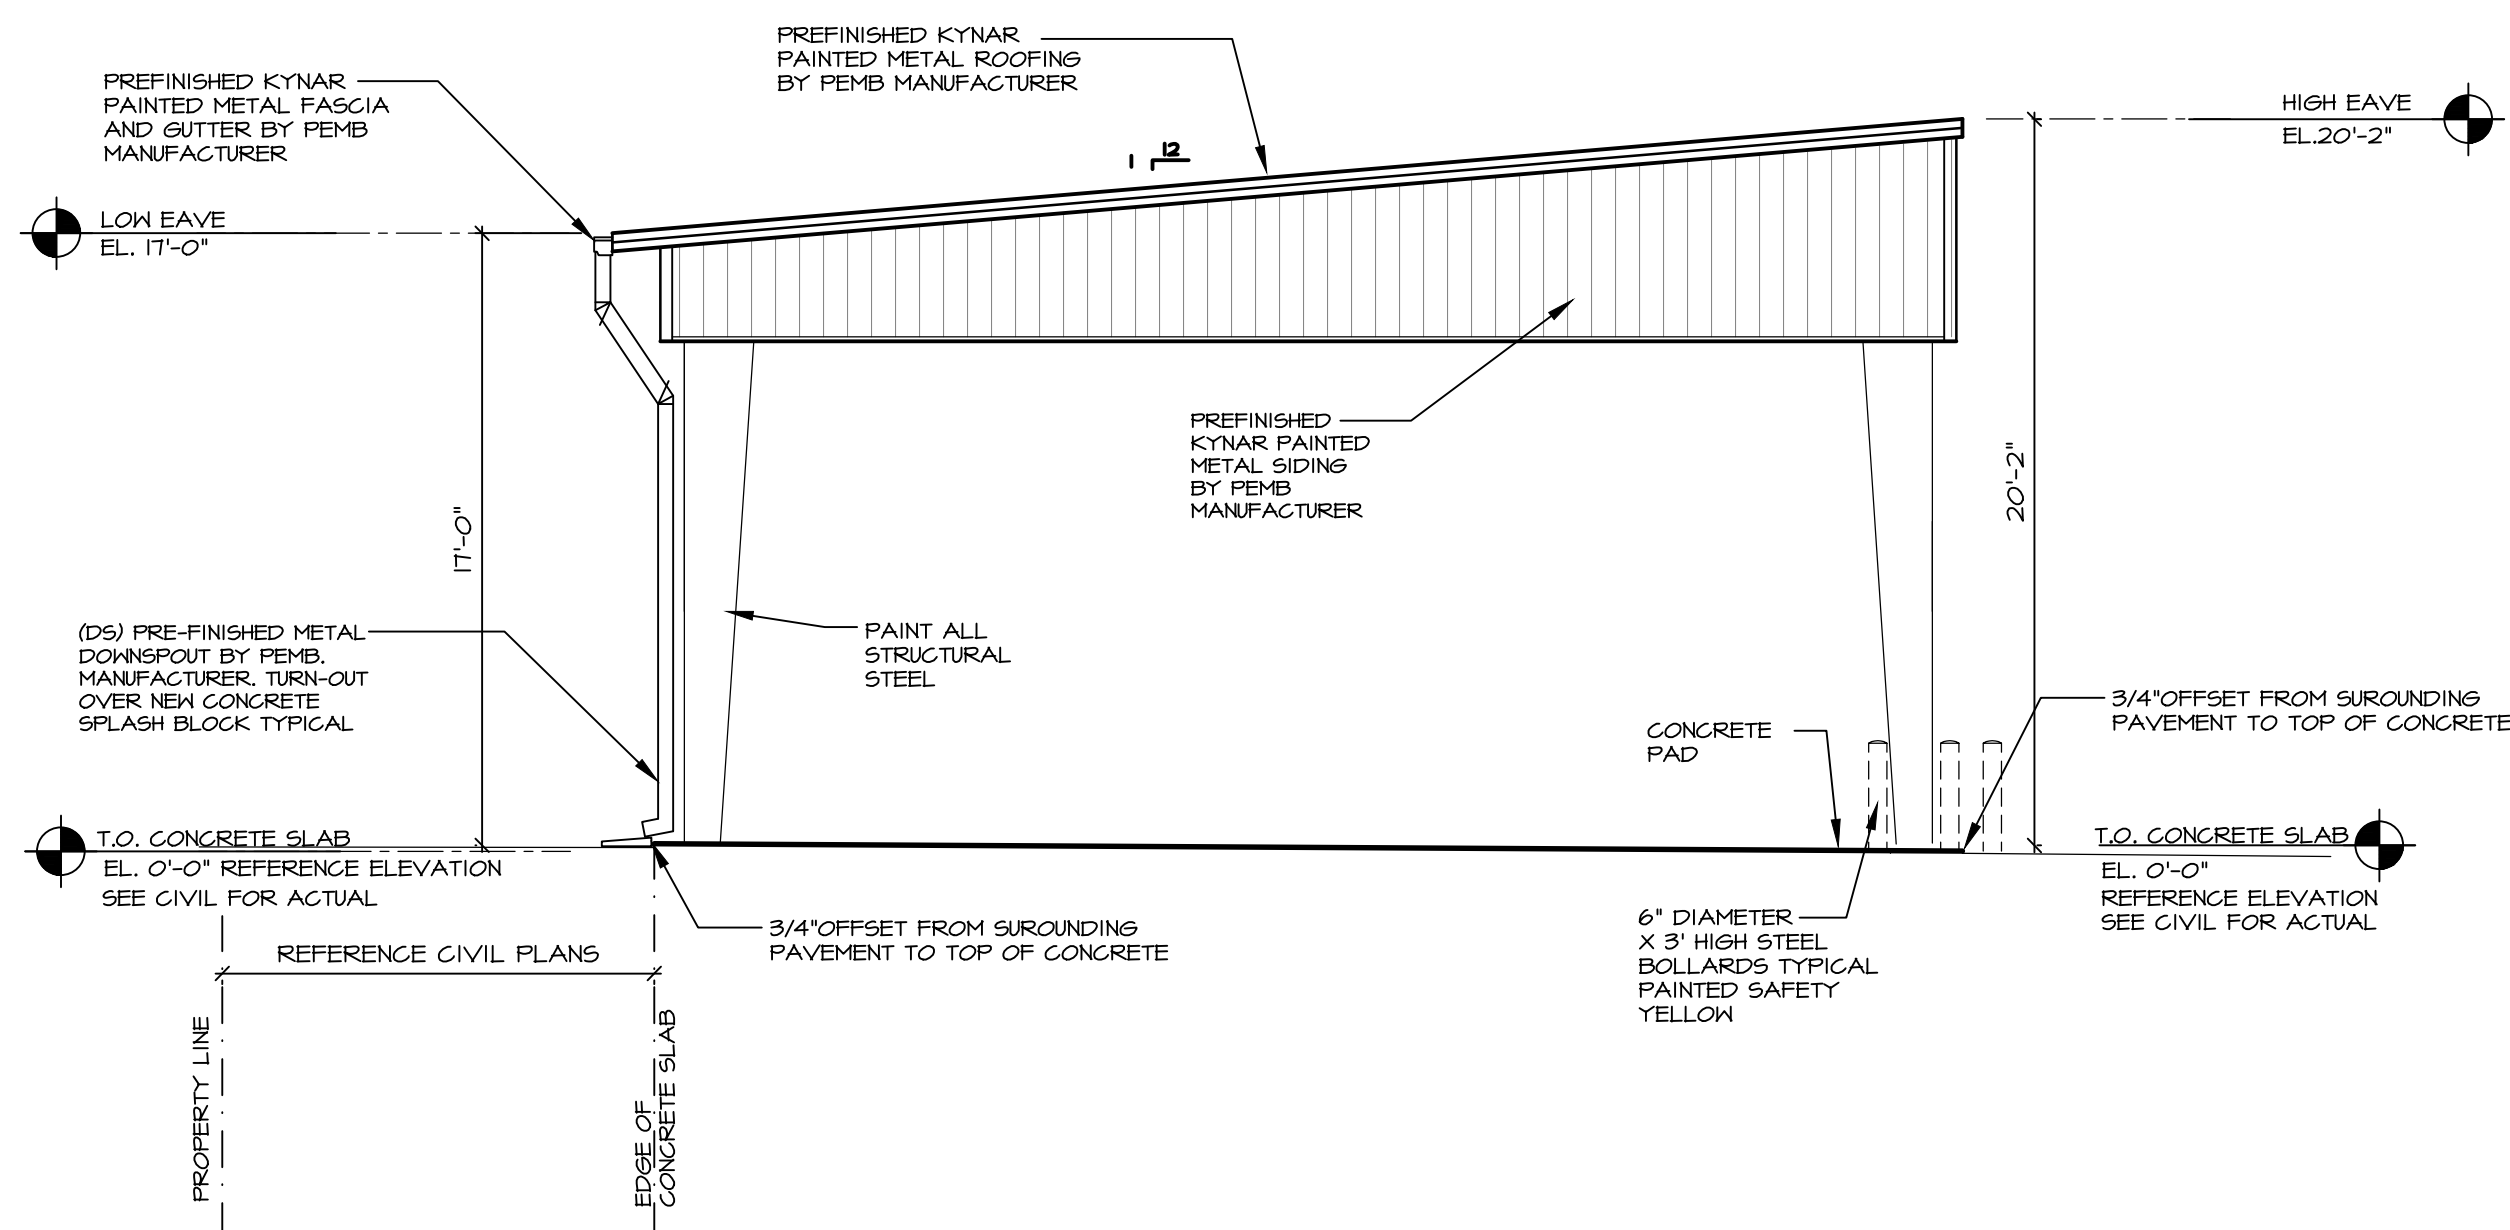 PREFINISHED KYNAR
PAINTED METAL ROOFING
BY PEMB MANUFACTURER
PREFINISHED KYNAR
PAINTED METAL FASCIA
AND GUTTER BY PEMB
MANUFACTURER
HIGH EAVE
EL.20'-2"
1
12
LOW EAVE
EL. 17'-0"
PREFINISHED
KYNAR PAINTED
METAL SIDING
BY PEMB
MANUFACTURER
20'-2"
17'-0"
(DS) PRE-FINISHED METAL
DOWNSPOUT BY PEMB.
MANUFACTURER. TURN-OUT
OVER NEW CONCRETE
SPLASH BLOCK TYPICAL
PAINT ALL
STRUCTURAL
STEEL
3/4"OFFSET FROM SUROUNDING
PAVEMENT TO TOP OF CONCRETE
CONCRETE
PAD
T.O. CONCRETE SLAB
EL. 0'-0" REFERENCE ELEVATION
SEE CIVIL FOR ACTUAL
T.O. CONCRETE SLAB
EL. 0'-0"
REFERENCE ELEVATION
SEE CIVIL FOR ACTUAL
3/4"OFFSET FROM SUROUNDING
PAVEMENT TO TOP OF CONCRETE
6" DIAMETER
X 3' HIGH STEEL
BOLLARDS TYPICAL
PAINTED SAFETY
YELLOW
REFERENCE CIVIL PLANS
PROPERTY LINE
EDGE OF
CONCRETE SLAB